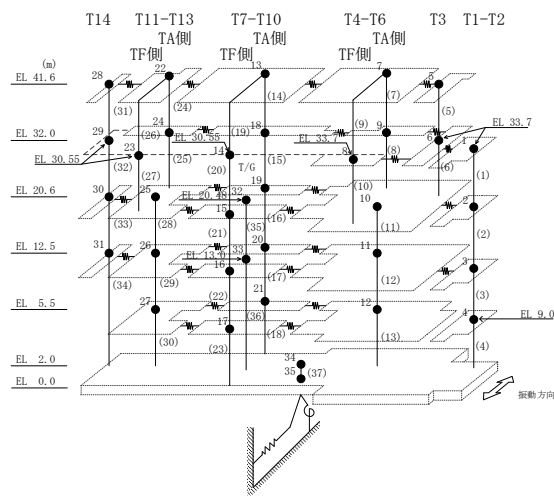 T14 T11-T13 T7-T10 T4-T6 T3 T1-T2
TA側 TA側 TA側
TF側 TF側 TF側
(m)
22 13 7
EL 41.6 28 5
(31) (24) (14) (7) (5)
EL 32.0 29 24 (26) (19) 18 EL 33.7 (9) 9 6 EL 33.7 1
EL 30.55 23 (25) EL 30.55 14 (15) 8 (8) (6) (1)
(32) (20) T/G
(27) (10)
EL 20.6 30 25 EL 20.48 32 19 10 2
15
(33) (28) (35) (16) (11) (2)
(21) 20
EL 12.5 31 26 EL 13.0 33 11 3
16
(34) (29) (17) (12) (3)
(22) 21
EL 5.5 27 (36) 12 4 EL 9.0
17
(30) (18) (13) (4)
(23)
EL 2.0 34
EL 0.0 35 (37)
振動方向